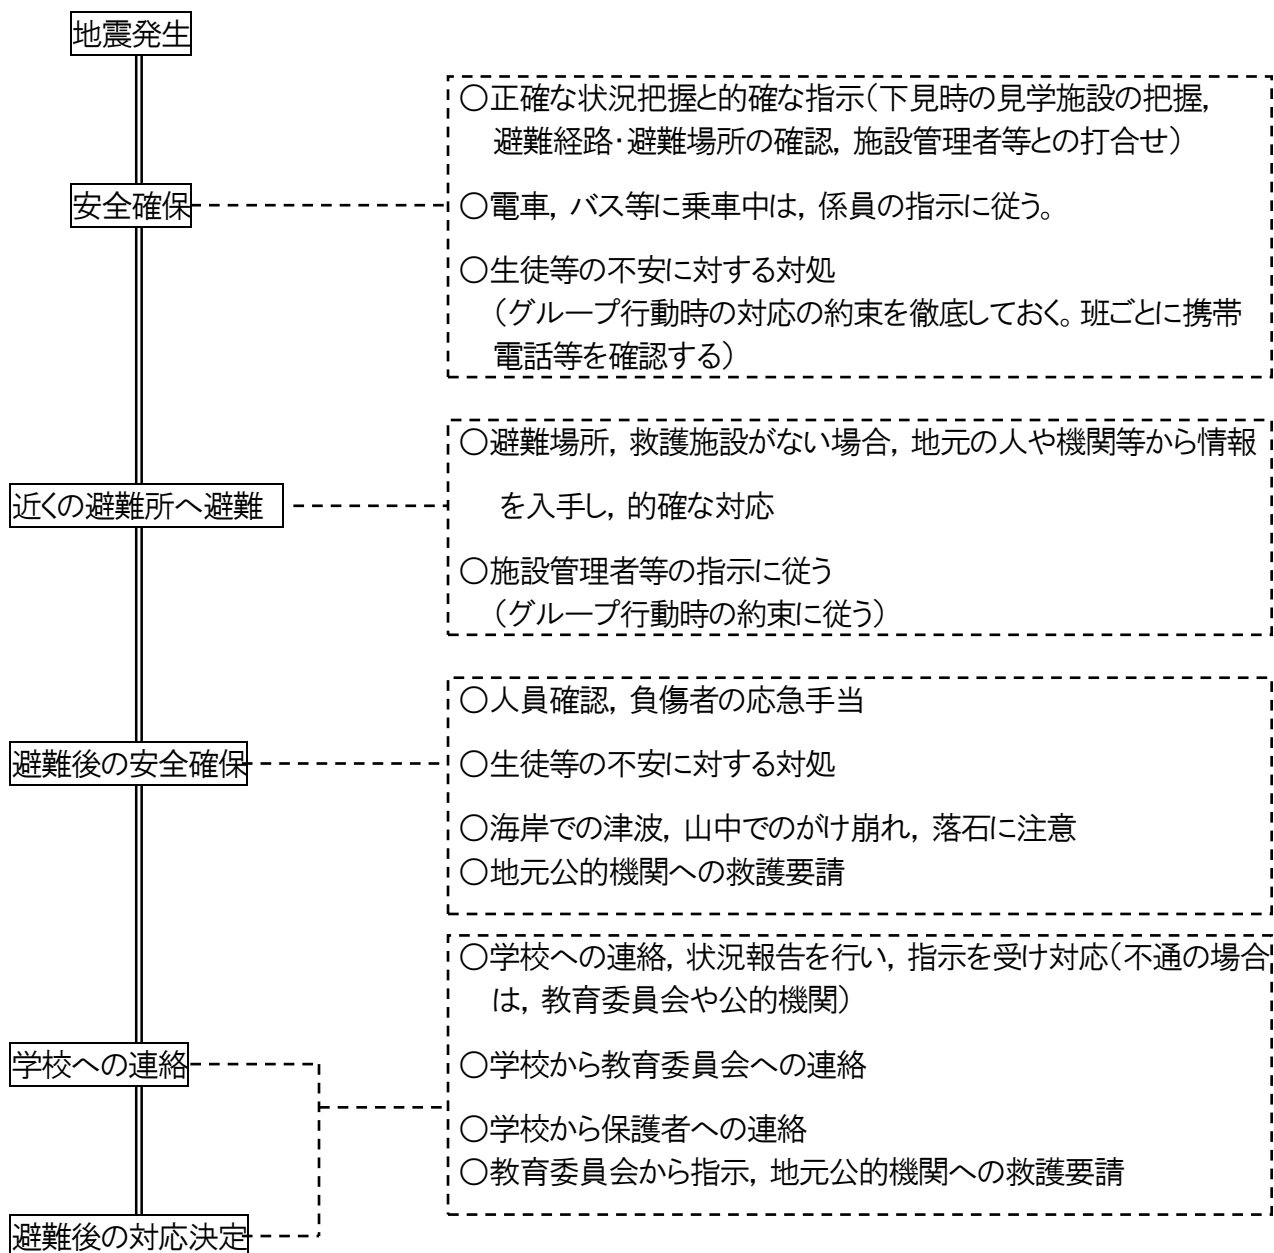 地震発生
○正確な状況把握と的確な指示(下見時の見学施設の把握,
避難経路・避難場所の確認, 施設管理者等との打合せ)
安全確保
○電車, バス等に乗車中は, 係員の指示に従う。
○生徒等の不安に対する対処
(グループ行動時の対応の約束を徹底しておく。班ごとに携帯
電話等を確認する)
○避難場所, 救護施設がない場合, 地元の人や機関等から情報
近くの避難所へ避難
を入手し, 的確な対応
○施設管理者等の指示に従う
(グループ行動時の約束に従う)
○人員確認, 負傷者の応急手当
避難後の安全確保
○生徒等の不安に対する対処
○海岸での津波, 山中でのがけ崩れ, 落石に注意
○地元公的機関への救護要請
○学校への連絡, 状況報告を行い, 指示を受け対応(不通の場合
は, 教育委員会や公的機関)
学校への連絡
○学校から教育委員会への連絡
○学校から保護者への連絡
○教育委員会から指示, 地元公的機関への救護要請
避難後の対応決定